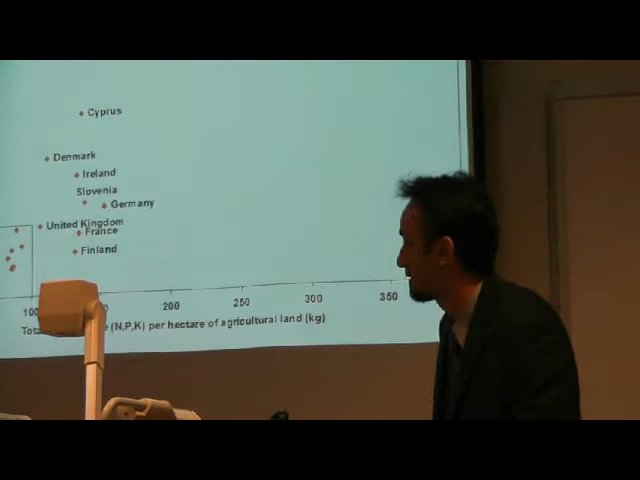 Cyprus
Denmark
Ireland
Slovenia
Germany
United Kingdom
France
Finland
200 250 300 350
(N,P,K) per hectare of agricultural land (kg)